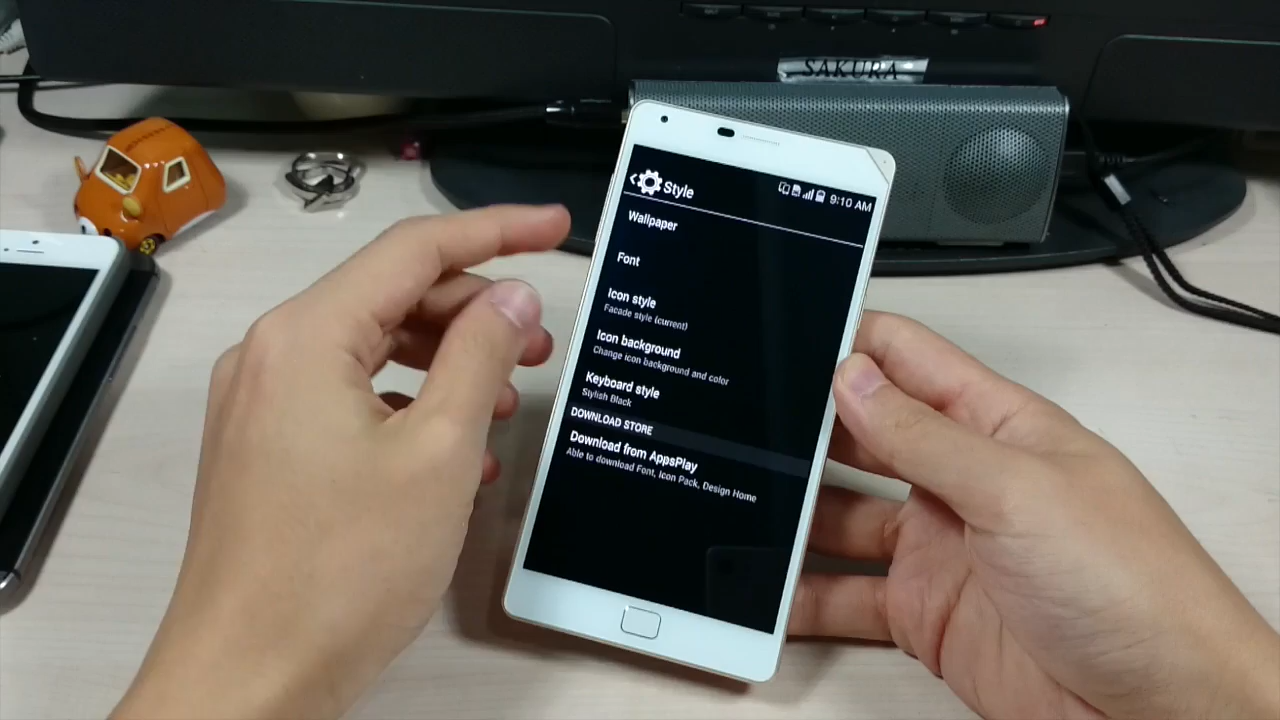 SAKURA
Style
9:10 AM
Wallpaper
Font
Icon style
Facade style (current)
Icon background
Change icon background and color
Keyboard style
Stylish Black
DOWNLOAD STORE
Download from AppsPlay
Able to download Font, Icon Pack, Design Home